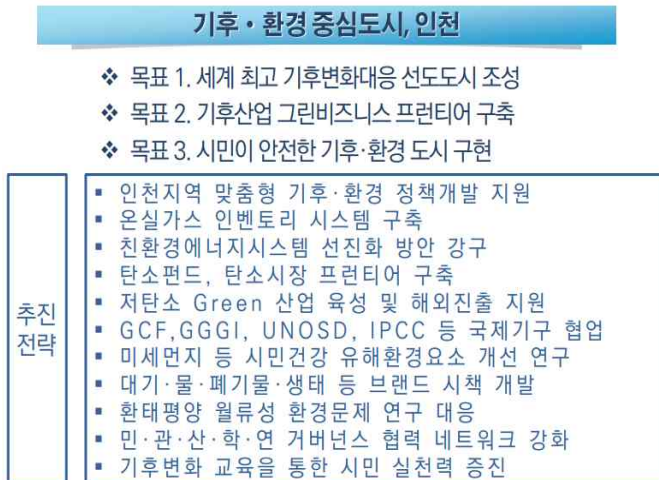 기후·환경 중심도시, 인천
❖ 목표 1. 세계 최고 기후변화대응 선도도시 조성
❖ 목표 2. 기후산업 그린비즈니스 프런티어 구축
❖ 목표 3. 시민이 안전한 기후·환경 도시 구현
추진
전략
▪ 인천지역 맞춤형 기후·환경 정책개발 지원
▪ 온실가스 인벤토리 시스템 구축
▪ 친환경에너지시스템 선진화 방안 강구
▪ 탄소펀드, 탄소시장 프런티어 구축
▪ 저탄소 Green 산업 육성 및 해외진출 지원
▪ GCF,GGGI, UNOSD, IPCC 등 국제기구 협업
▪ 미세먼지 등 시민건강 유해환경요소 개선 연구
▪ 대기·물·폐기물·생태 등 브랜드 시책 개발
▪ 환태평양 월류성 환경문제 연구 대응
▪ 민·관·산·학·연 거버넌스 협력 네트워크 강화
▪ 기후변화 교육을 통한 시민 실천력 증진